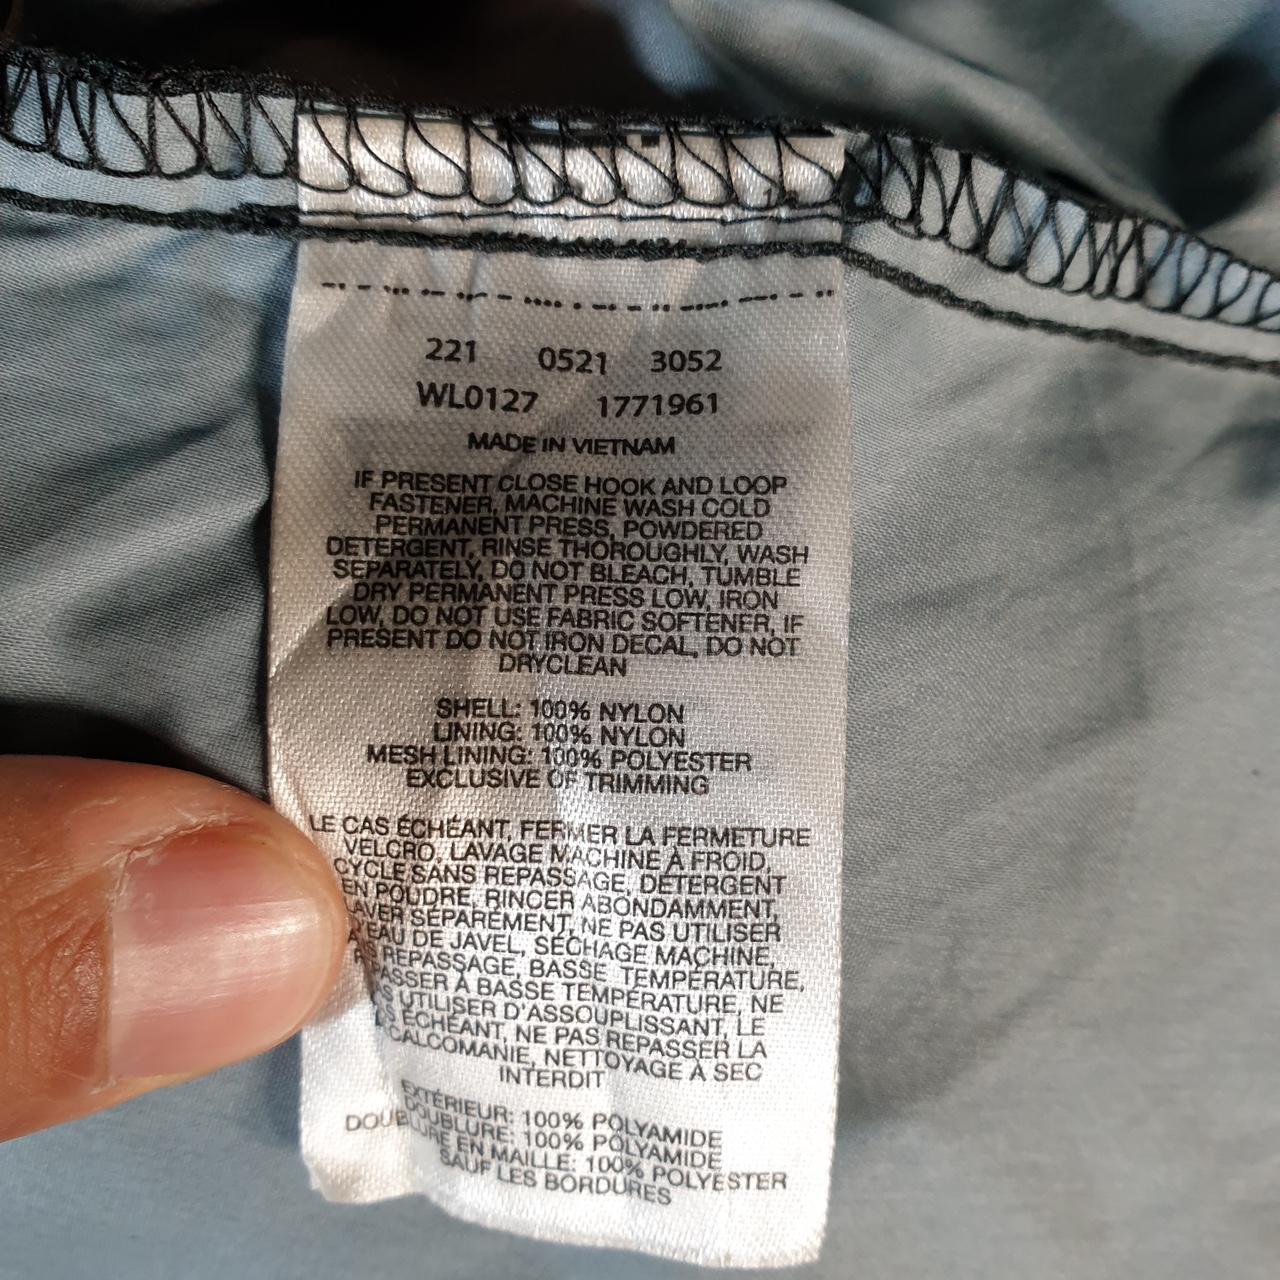 221 0521 3052
WL0127 1771961
MADE IN VIETNAM
IF PRESENT CLOSE HOOK AND LOOP
FASTENER, MACHINE WASH COLD
PERMANENT PRESS, POWDERED
DETERGENT, RINSE THOROUGHLY, WASH
SEPARATELY, DO NOT BLEACH, TUMBLE
DRY PERMANENT PRESS LOW, IRON
LOW, DO NOT USE FABRIC SOFTENER, IF
PRESENT DO NOT IRON DECAL, DO NOT
DRYCLEAN
SHELL: 100% NYLON
LINING: 100% NYLON
MESH LINING: 100% POLYESTER
EXCLUSIVE OF TRIMMING
LE CAS ÉCHÉANT, FERMER LA FERMETURE
VELCRO, LAVAGE MACHINE À FROID,
CYCLE SANS REPASSAGE, DÉTERGENT
EN POUDRE, RINCER ABONDAMMENT,
LAVER SÉPARÉMENT, NE PAS UTILISER
EAU DE JAVEL, SÉCHAGE MACHINE,
REPASSAGE, BASSE TEMPÉRATURE,
À BASSE TEMPÉRATURE, NE
UTILISER D'ASSOUPLISSANT, LE
ÉCHÉANT, NE PAS REPASSER LA
CALCOMANIE, NETTOYAGE À SEC
INTERDIT
EXTÉRIEUR: 100% POLYAMIDE
DOUBLURE: 100% POLYAMIDE
DOUBLURE EN MAILLE: 100% POLYESTER
SAUF LES BORDURES